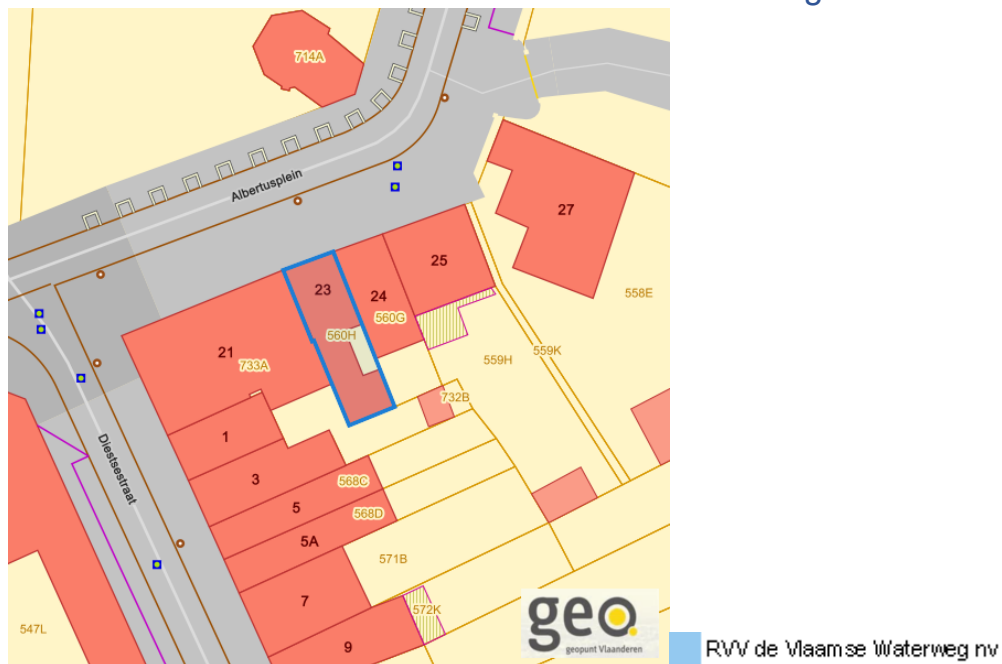 714A
Albertusplein
27
25
558E
23
24
560G
560H
559K
559H
21
733A
732B
1
3
568C
5
568D
5A
Diestsestraat
571B
7
572K
547L
9
geo
geopunt Vlaanderen
RVV de Vlaamse Waterweg nv